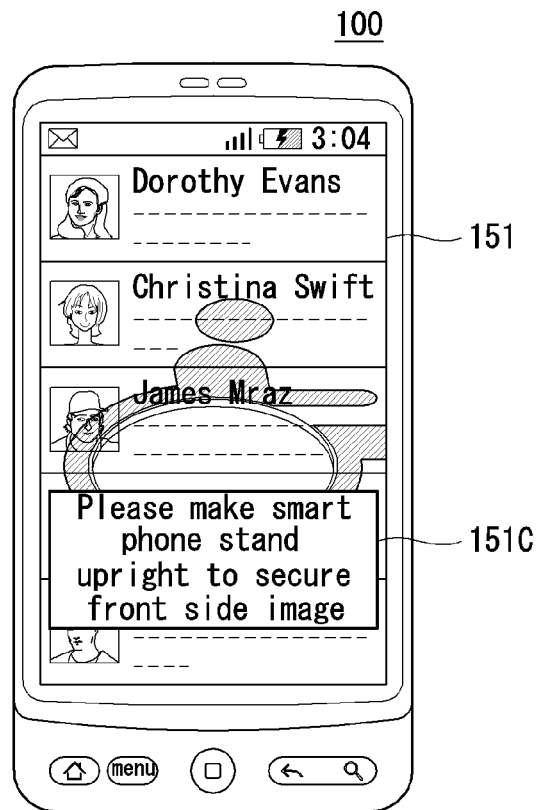 100
3:04
Dorothy Evans
151
Christina Swift
James Mraz
Please make smart
phone stand
upright to secure
front side image
151C
menu